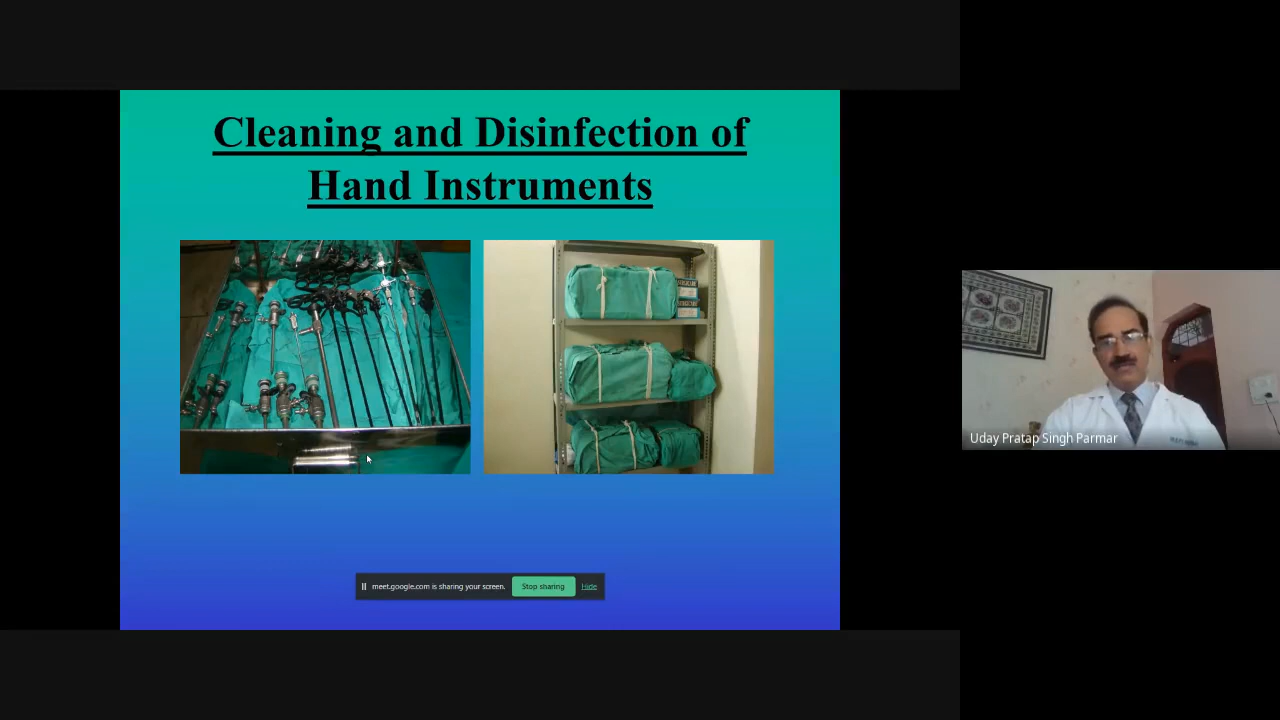 Cleaning and Disinfection of
Hand Instruments
meet.google.com is sharing your screen.
Stop sharing
Hide
Uday Pratap Singh Parmar